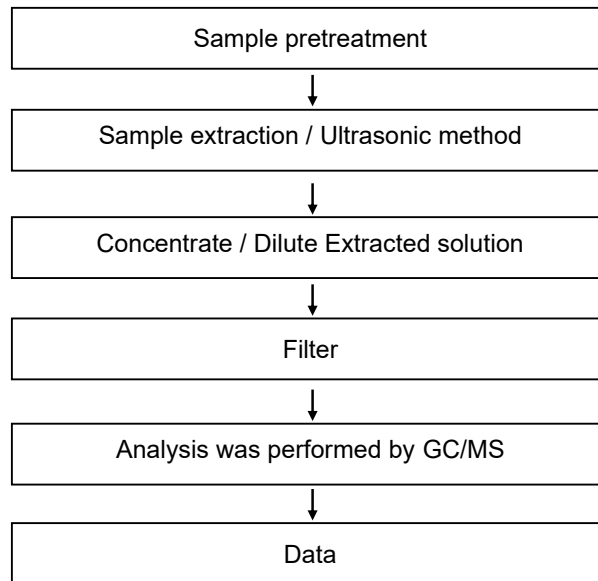 Sample pretreatment
Sample extraction / Ultrasonic method
Concentrate / Dilute Extracted solution
Filter
Analysis was performed by GC/MS
Data